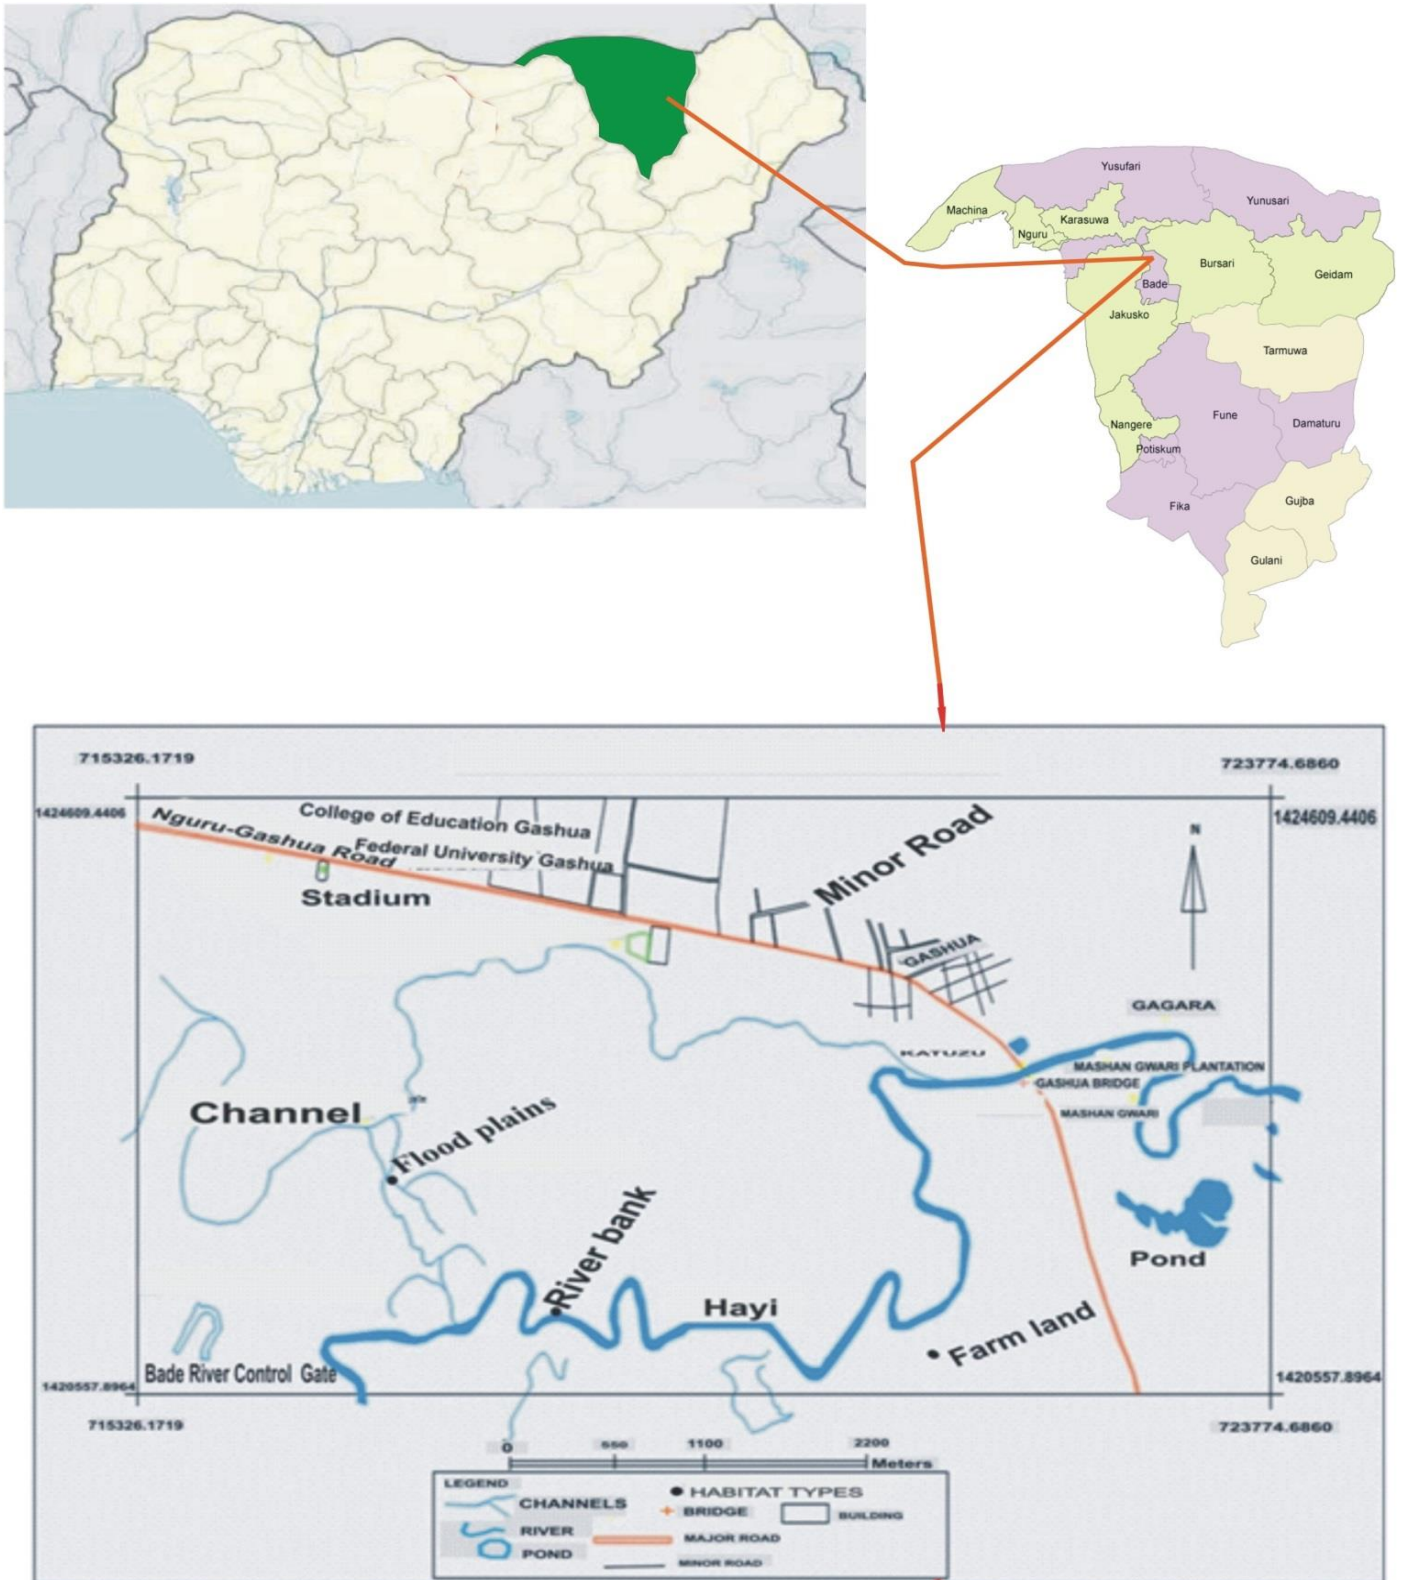 Yusufari
Yunusari
Machina
Karasuwa
Nguru
Bursari
Geidam
Bade
Jakusko
Tarmuwa
Fune
Damaturu
Nangere
Potiskum
Gujba
Fika
Gulani
715326.1719
723774.6860
1424609.4406
1424609.4406
College of Education Gashua
Nguru-Gashua Road
Federal University Gashua
Minor Road
N
Stadium
GASHUA
GAGARA
KATUZU
MASHAN GWARI PLANTATION
GASHUA BRIDGE
MASHAN GWARI
Channel
Flood plains
River bank
Pond
Hayi
Farm land
Bade River Control Gate
1420557.8964
1420557.8964
715326.1719
723774.6860
0 550 1100 2200
Meters
LEGEND
HABITAT TYPES
CHANNELS
BRIDGE
BUILDING
RIVER
MAJOR ROAD
POND
MINOR ROAD